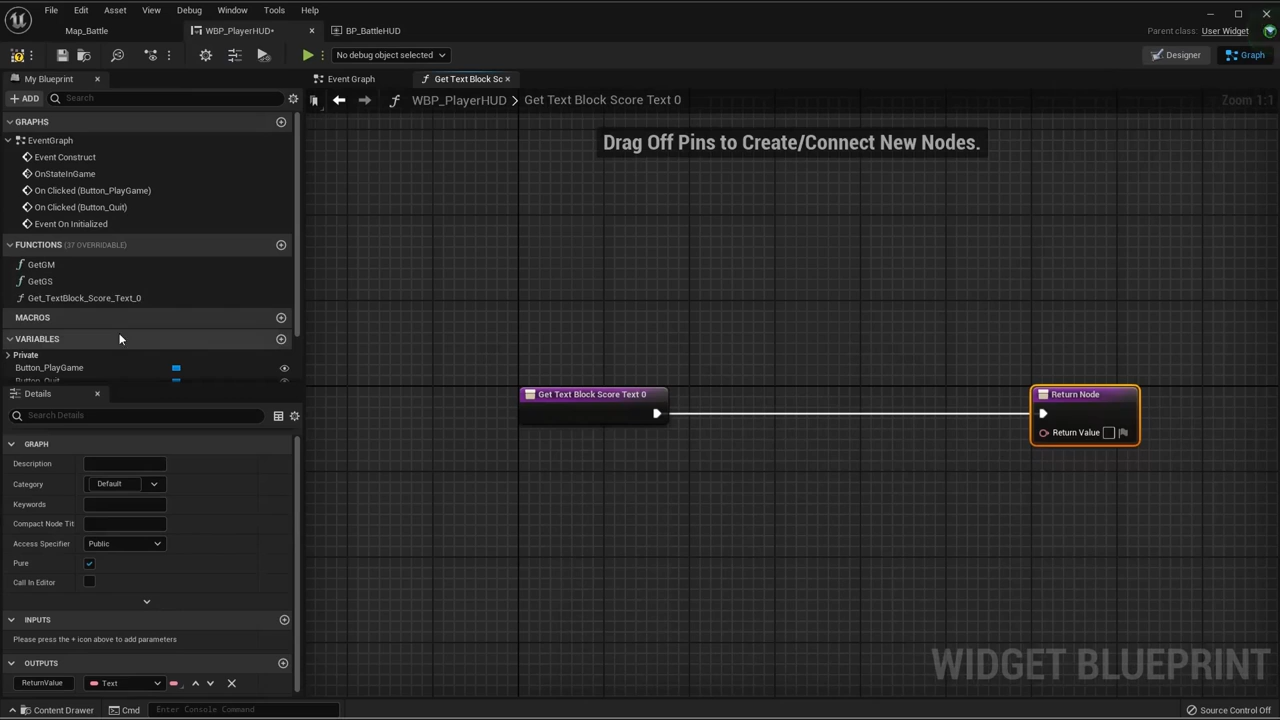 File Edit Asset View Debug Window Tools Help
Map_Battle WBP_PlayerHUD• BP_BattleHUD
Parent class: User Widget
No debug object selected
Designer Graph
My Blueprint
Event Graph Get Text Block Sc
ADD Search
WBP_PlayerHUD > Get Text Block Score Text 0
Zoom 1:1
GRAPHS
EventGraph
Event Construct
OnStateInGame
On Clicked (Button_PlayGame)
On Clicked (Button_Quit)
Event On Initialized
FUNCTIONS (37 OVERRIDABLE)
GetGM
GetGS
Get_TextBlock_Score_Text_0
MACROS
VARIABLES
Private
Button_PlayGame
Button_Quit
Drag Off Pins to Create/Connect New Nodes.
Get Text Block Score Text 0
Return Node
Return Value
Details
Search Details
GRAPH
Description
Category Default
Keywords
Compact Node Tit
Access Specifier Public
Pure
Call In Editor
INPUTS
Please press the + icon above to add parameters
OUTPUTS
ReturnValue Text
WIDGET BLUEPRINT
Content Drawer Cmd Enter Console Command
Source Control Off